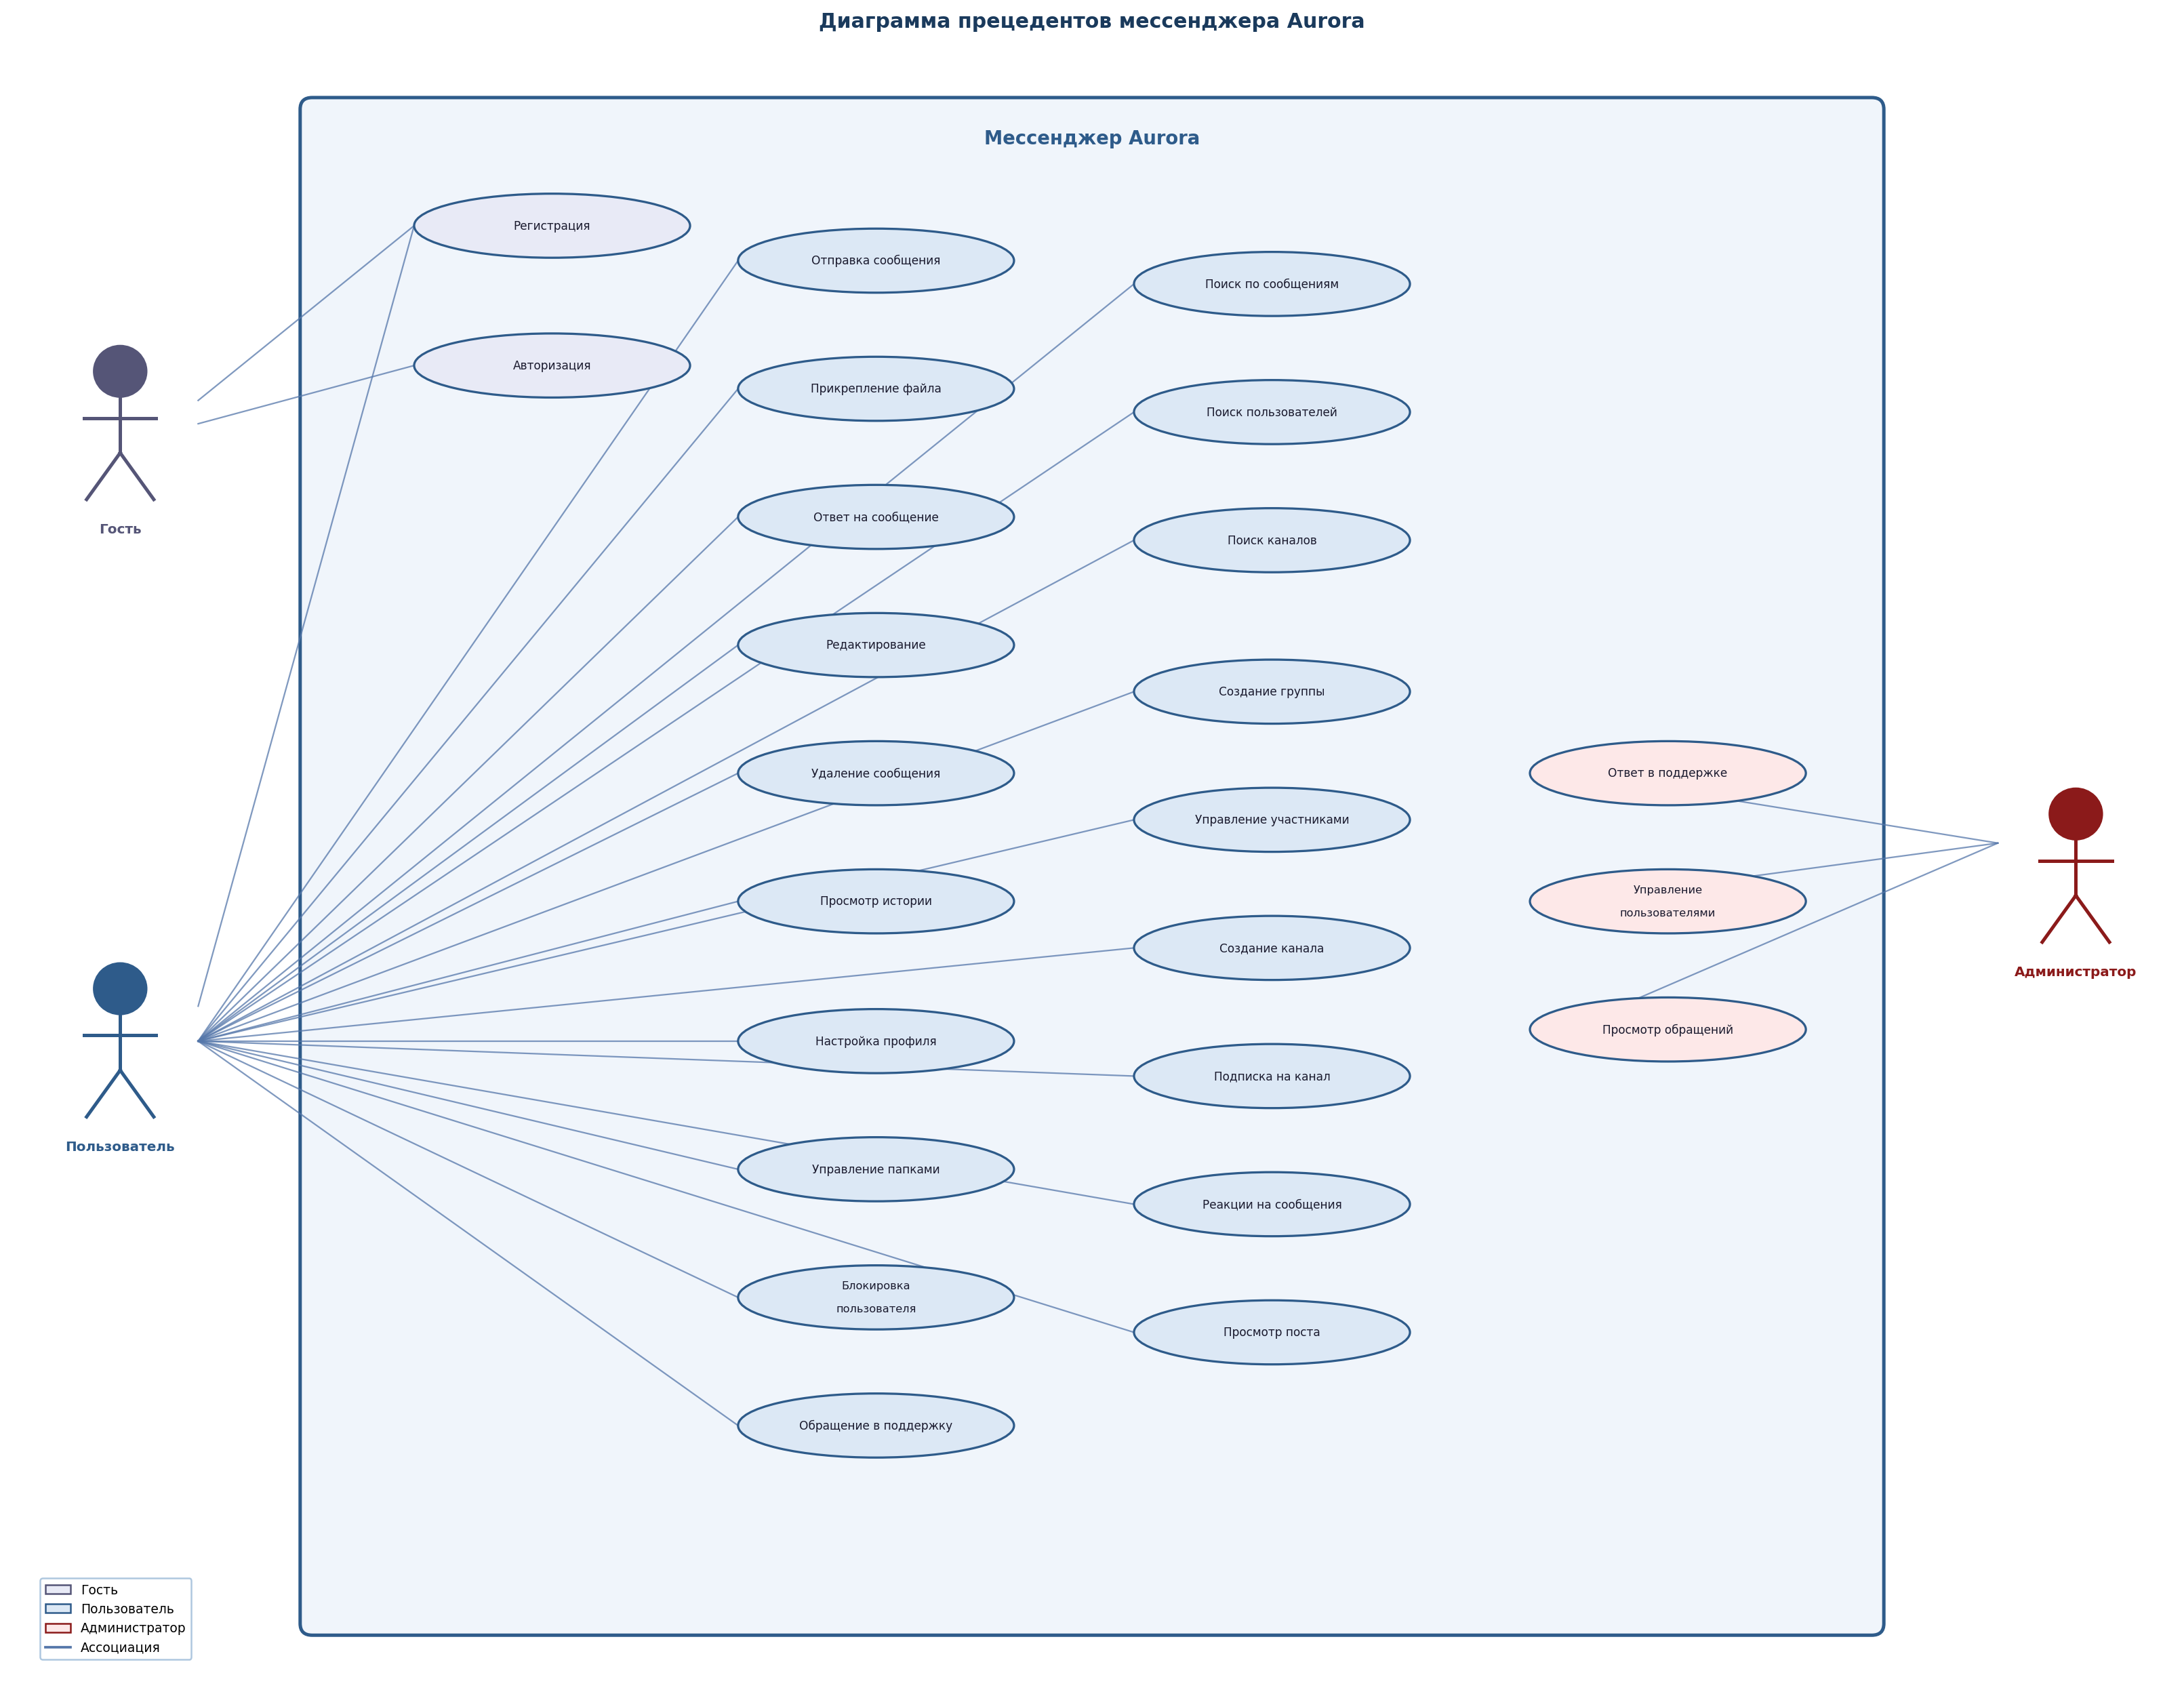 Диаграмма прецедентов мессенджера Aurora
Мессенджер Aurora
Регистрация
Авторизация
Отправка сообщения
Прикрепление файла
Ответ на сообщение
Редактирование
Удаление сообщения
Просмотр истории
Настройка профиля
Управление папками
Блокировка
пользователя
Обращение в поддержку
Поиск по сообщениям
Поиск пользователей
Поиск каналов
Создание группы
Управление участниками
Создание канала
Подписка на канал
Реакции на сообщения
Просмотр поста
Ответ в поддержке
Управление
пользователями
Просмотр обращений
Гость
Пользователь
Администратор
Гость
Пользователь
Администратор
Ассоциация